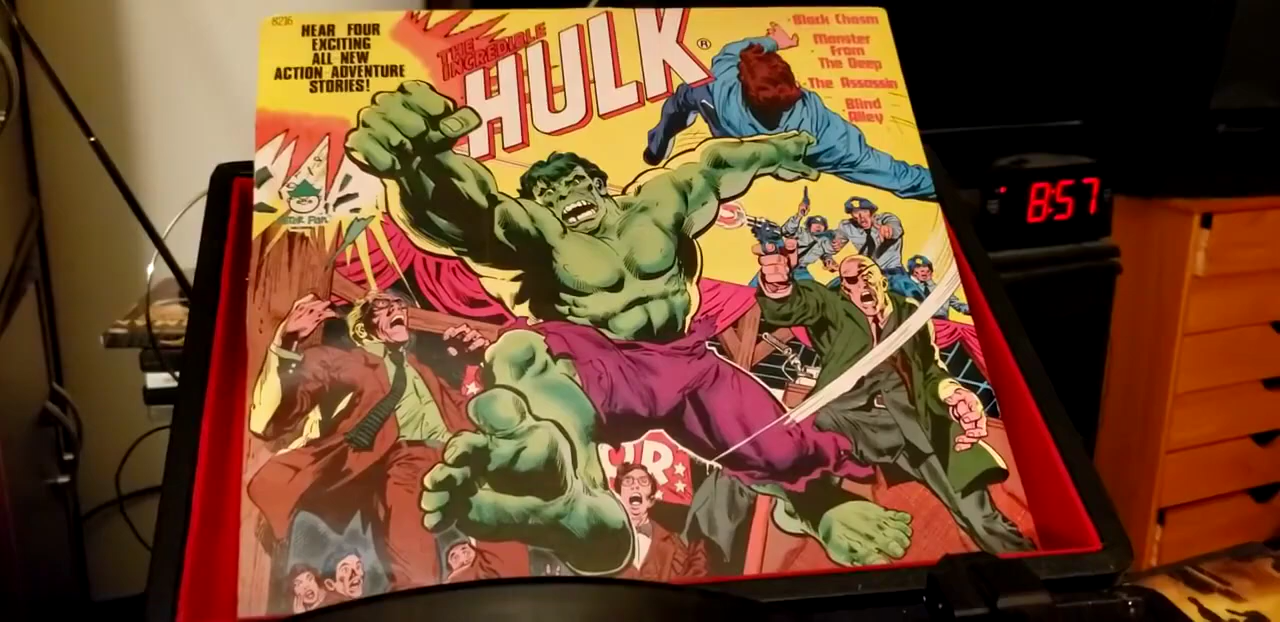 8216
HEAR FOUR
EXCITING
ALL NEW
ACTION-ADVENTURE
STORIES!
THE
INCREDIBLE
HULK®
Black Chasm
Monster
From
The Deep
The Assassin
Blind
Alley
8:57